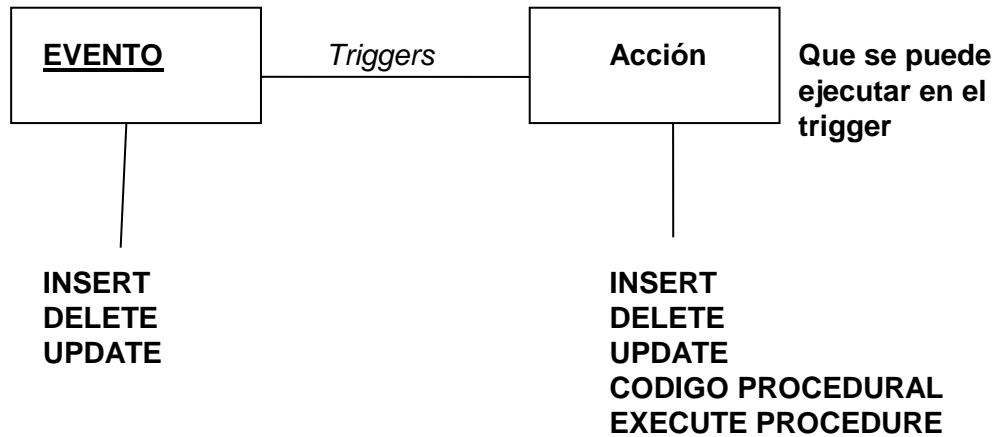 EVENTO
Triggers
Acción
Que se puede
ejecutar en el
trigger
INSERT
DELETE
UPDATE
INSERT
DELETE
UPDATE
CODIGO PROCEDURAL
EXECUTE PROCEDURE